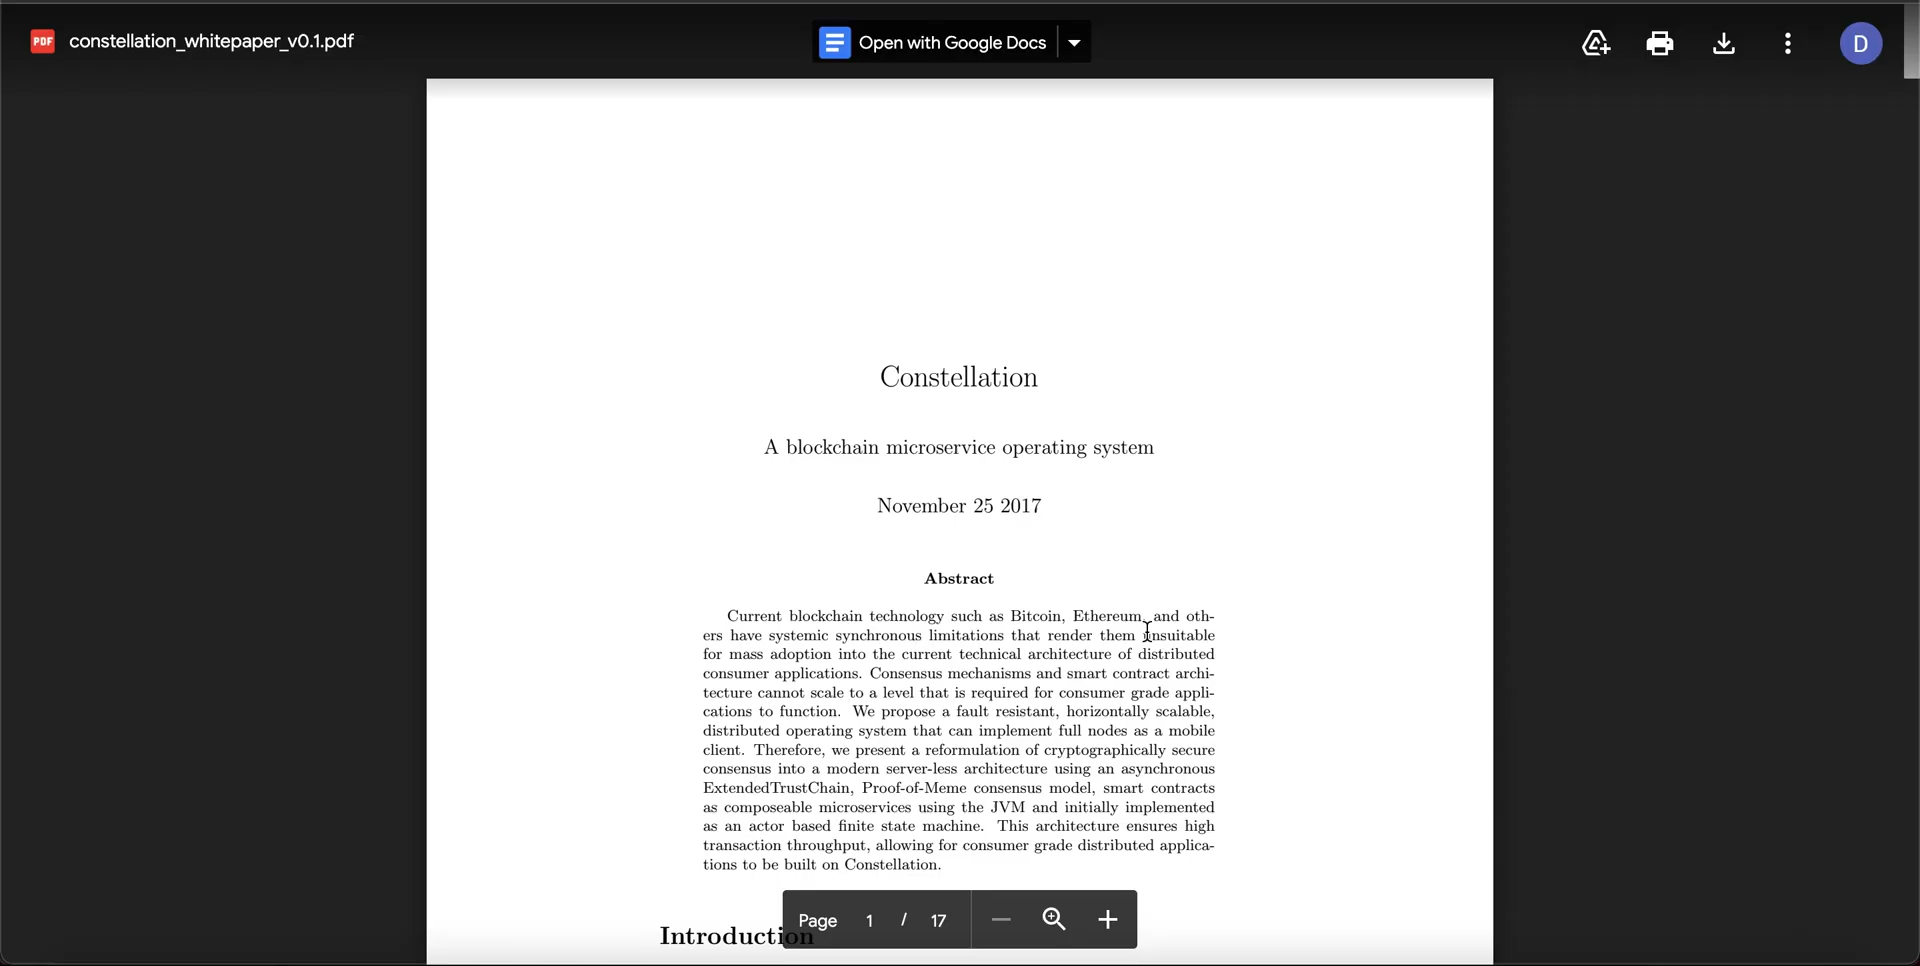 constellation_whitepaper_v0.1.pdf
Open with Google Docs
D
Constellation
A blockchain microservice operating system
November 25 2017
Abstract
Current blockchain technology such as Bitcoin, Ethereum, and oth-
ers have systemic synchronous limitations that render them unsuitable
for mass adoption into the current technical architecture of distributed
consumer applications. Consensus mechanisms and smart contract archi-
tecture cannot scale to a level that is required for consumer grade appli-
cations to function. We propose a fault resistant, horizontally scalable,
distributed operating system that can implement full nodes as a mobile
client. Therefore, we present a reformulation of cryptographically secure
consensus into a modern server-less architecture using an asynchronous
ExtendedTrustChain, Proof-of-Meme consensus model, smart contracts
as composeable microservices using the JVM and initially implemented
as an actor based finite state machine. This architecture ensures high
transaction throughput, allowing for consumer grade distributed applica-
tions to be built on Constellation.
Introduction
Page 1 / 17
PDF